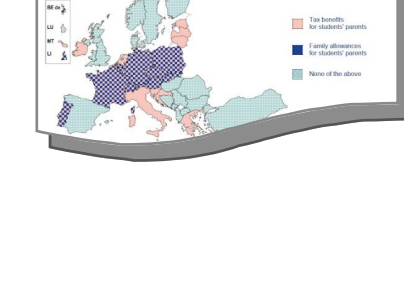 BE de
LU
MT
LI
Tax benefits
for students' parents
Family allowances
for students' parents
None of the above